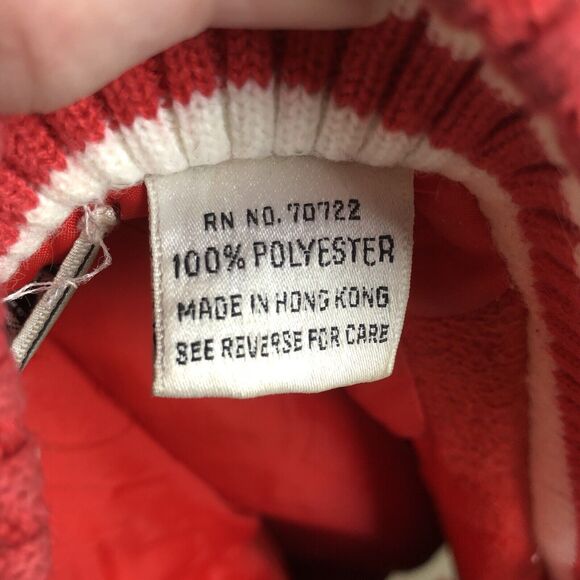 RN NO. 70722
100% POLYESTER
MADE IN HONG KONG
SEE REVERSE FOR CARE